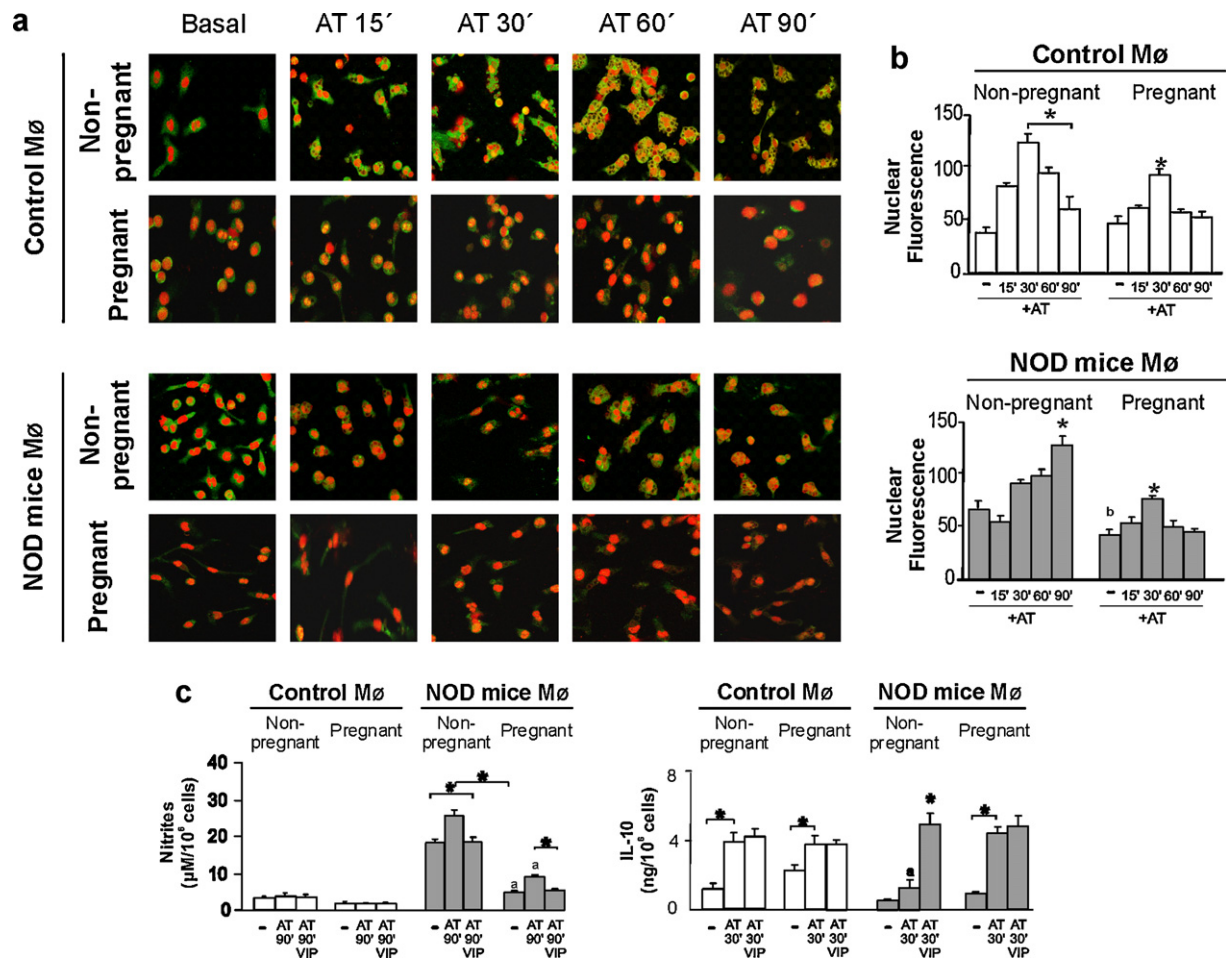 a
Basal AT 15´ AT 30´ AT 60´ AT 90´
Control Mø
Non-
pregnant
Pregnant
NOD mice Mø
Non-
pregnant
Pregnant
b
Control Mø
Non-pregnant Pregnant
Nuclear
Fluorescence
150
100
50
0
*
*
- 15' 30' 60' 90' - 15' 30' 60' 90'
+AT +AT
NOD mice Mø
Non-pregnant Pregnant
Nuclear
Fluorescence
150
100
50
0
*
b
*
- 15' 30' 60' 90' - 15' 30' 60' 90'
+AT +AT
c
Control Mø NOD mice Mø
Non-
pregnant Pregnant Non-
pregnant Pregnant
Nitrites
(µM/10⁶ cells)
40
30
20
10
0
* *
*
a a
- AT AT - AT AT - AT AT - AT AT
90' 90' 90' 90' 90' 90' 90' 90'
VIP VIP VIP VIP
Control Mø NOD mice Mø
Non-
pregnant Pregnant Non-
pregnant Pregnant
IL-10
(ng/10⁶ cells)
8
4
0
* * * *
a
- AT AT - AT AT - AT AT - AT AT
30' 30' 30' 30' 30' 30' 30' 30'
VIP VIP VIP VIP